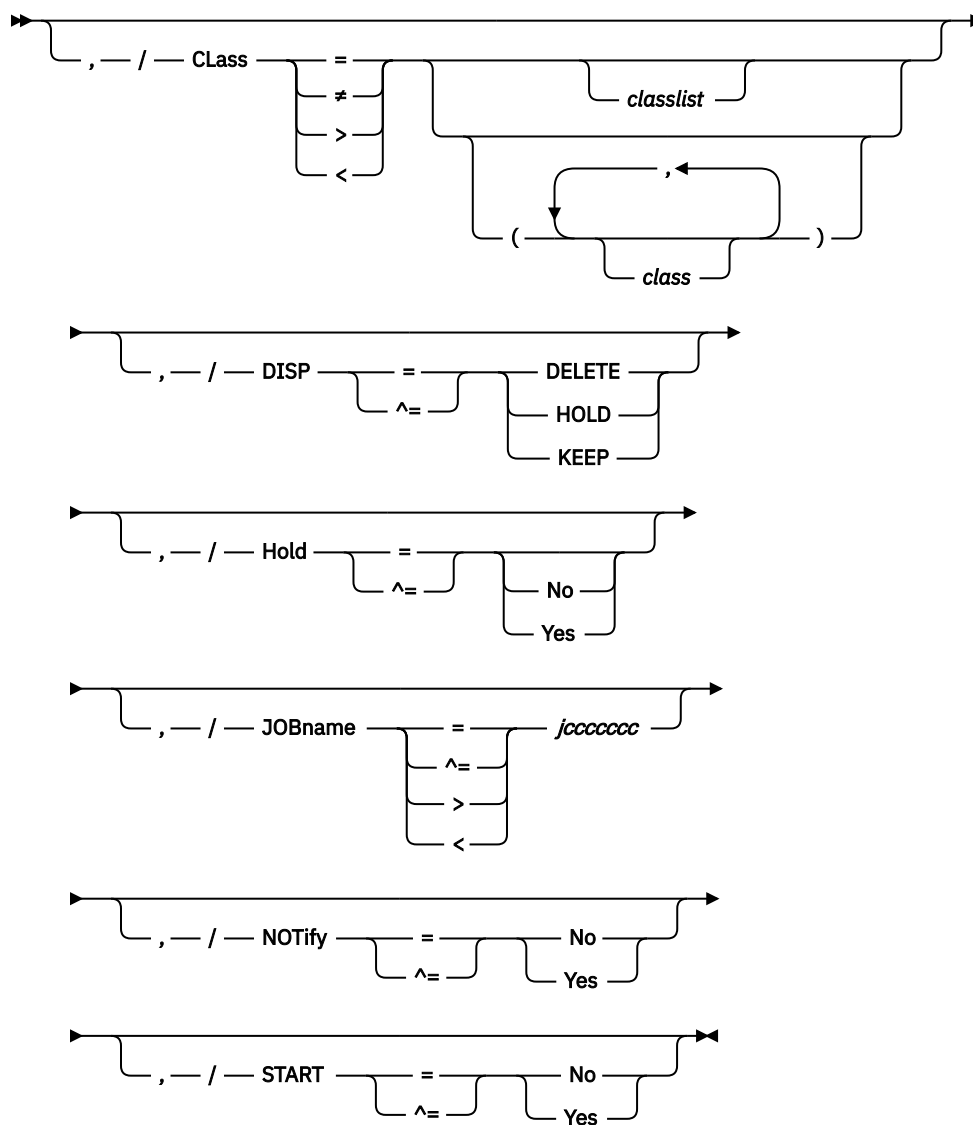 , / CLass =
≠ classlist
>
< ,
( )
class
, / DISP = DELETE
^= HOLD
KEEP
, / Hold =
^= No
Yes
, / JOBname = jccccccc
^=
>
<
, / NOTify = No
^= Yes
, / START = No
^= Yes